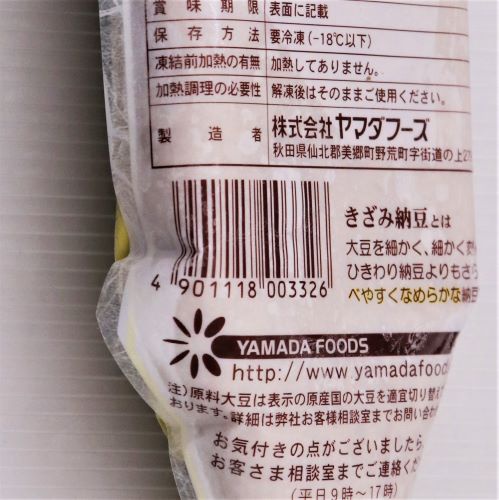 賞味期限 表面に記載
保存方法 要冷凍(-18℃以下)
凍結前加熱の有無 加熱してありません。
加熱調理の必要性 解凍後はそのままご使用ください。
製造者 株式会社ヤマダフーズ
秋田県仙北郡美郷町野荒町字街道の上27
きざみ納豆とは
大豆を細かく、細かく
ひきわり納豆よりもさら
べやすくなめらかな納豆
4 901118 003326
YAMADA FOODS
http://www.yamadafood
注)原料大豆は表示の原産国の大豆を適宜切り替え
おります。詳細は弊社お客様相談室までお問い合わ
お気付きの点がございましたら
お客さま相談室までご連絡くだ
(平日9時～17時)